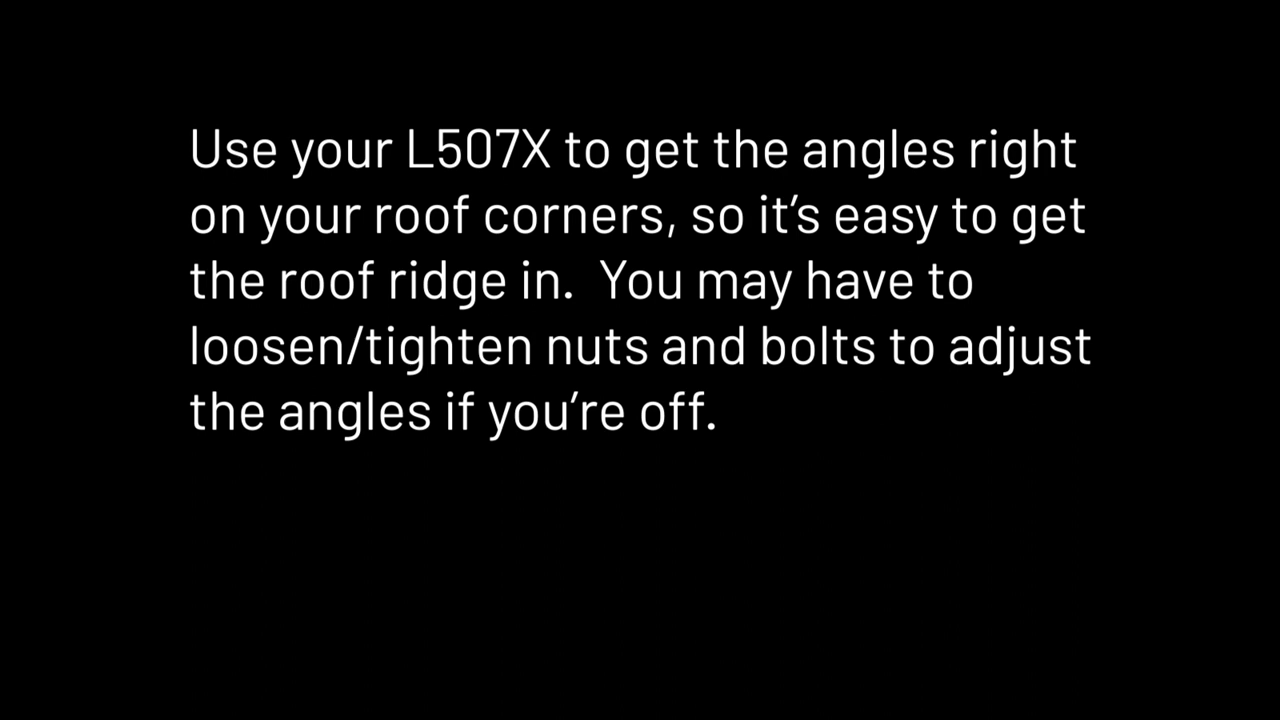 Use your L507X to get the angles right
on your roof corners, so it’s easy to get
the roof ridge in.  You may have to
loosen/tighten nuts and bolts to adjust
the angles if you’re off.